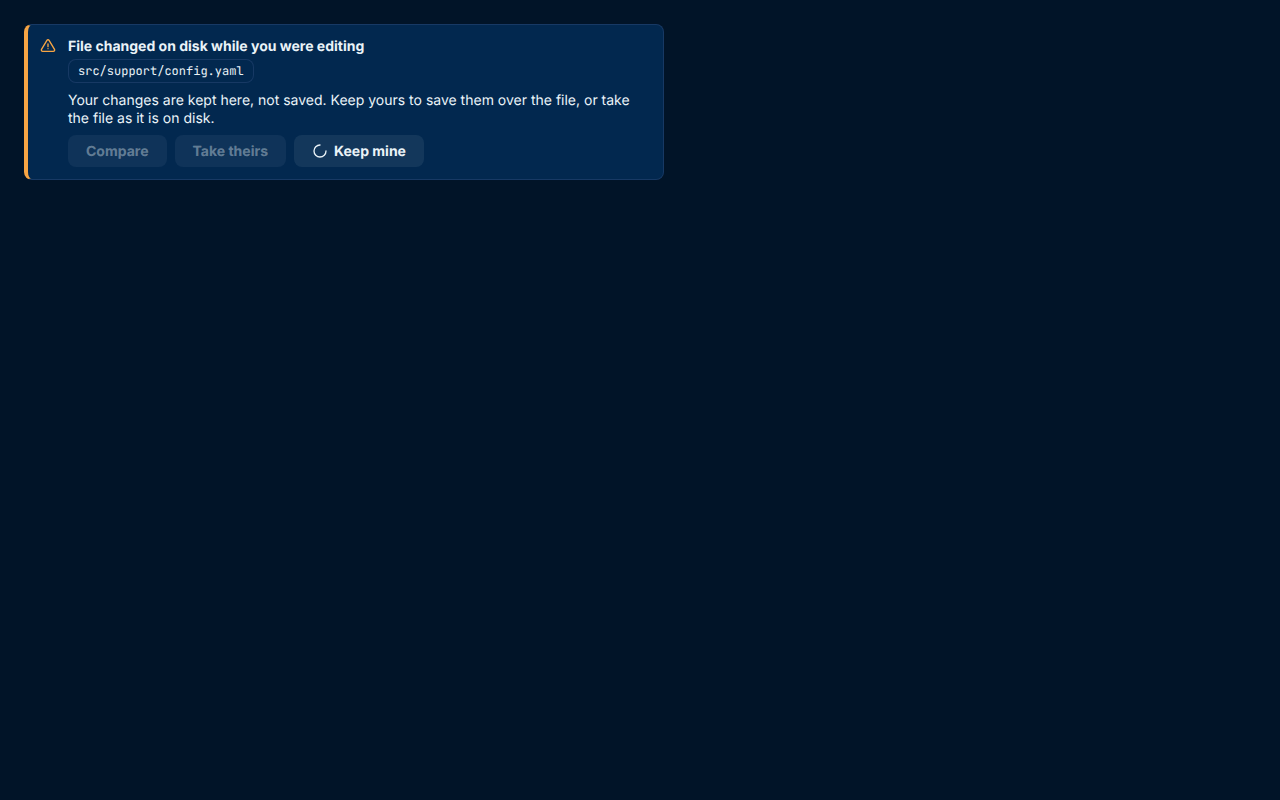 File changed on disk while you were editing
src/support/config.yaml
Your changes are kept here, not saved. Keep yours to save them over the file, or take
the file as it is on disk.
Compare Take theirs Keep mine